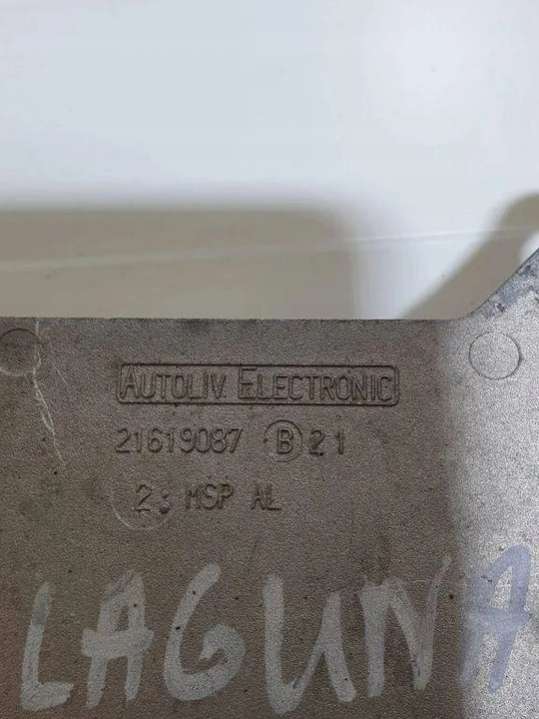 AUTOLIV ELECTRONIC
21619087 B 21
2: MSP AL
LAGUNA